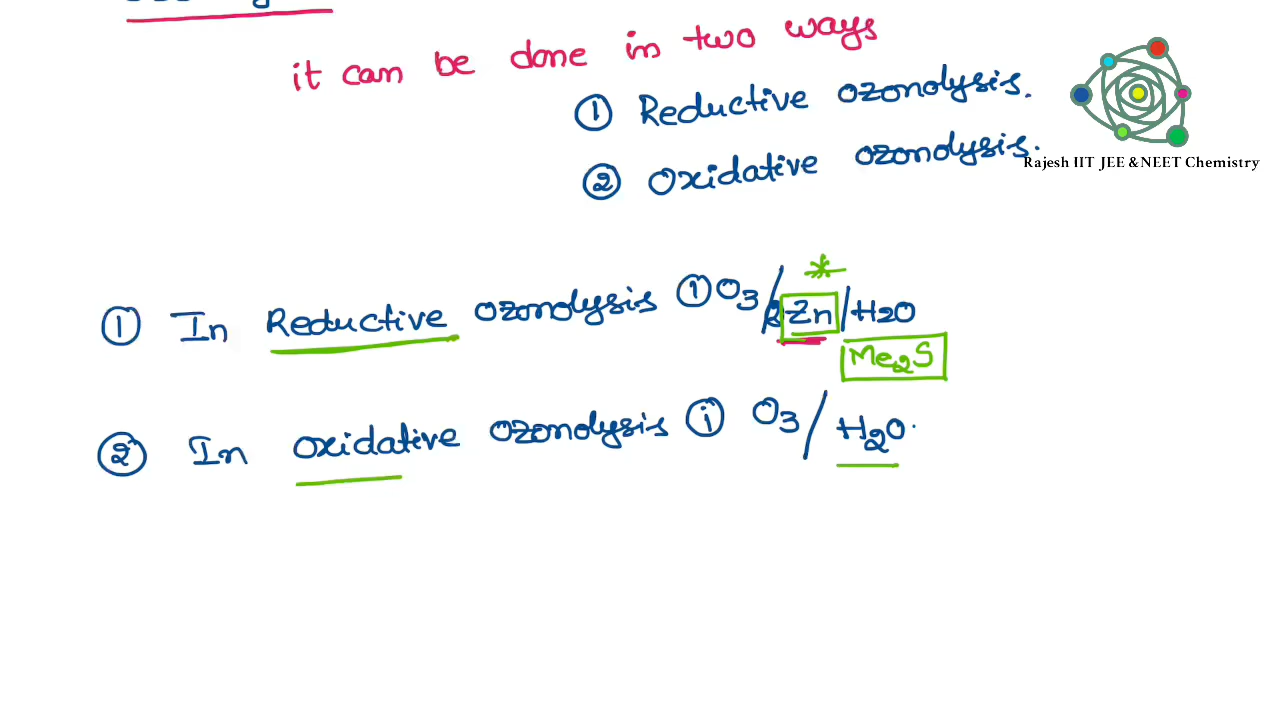 it can be done in two ways
① Reductive ozonolysis.
② Oxidative ozonolysis.
Rajesh IIT JEE & NEET Chemistry
① In Reductive ozonolysis ① O3/Zn/H2O
Me2S
② In oxidative ozonolysis ⓘ O3/H2O.